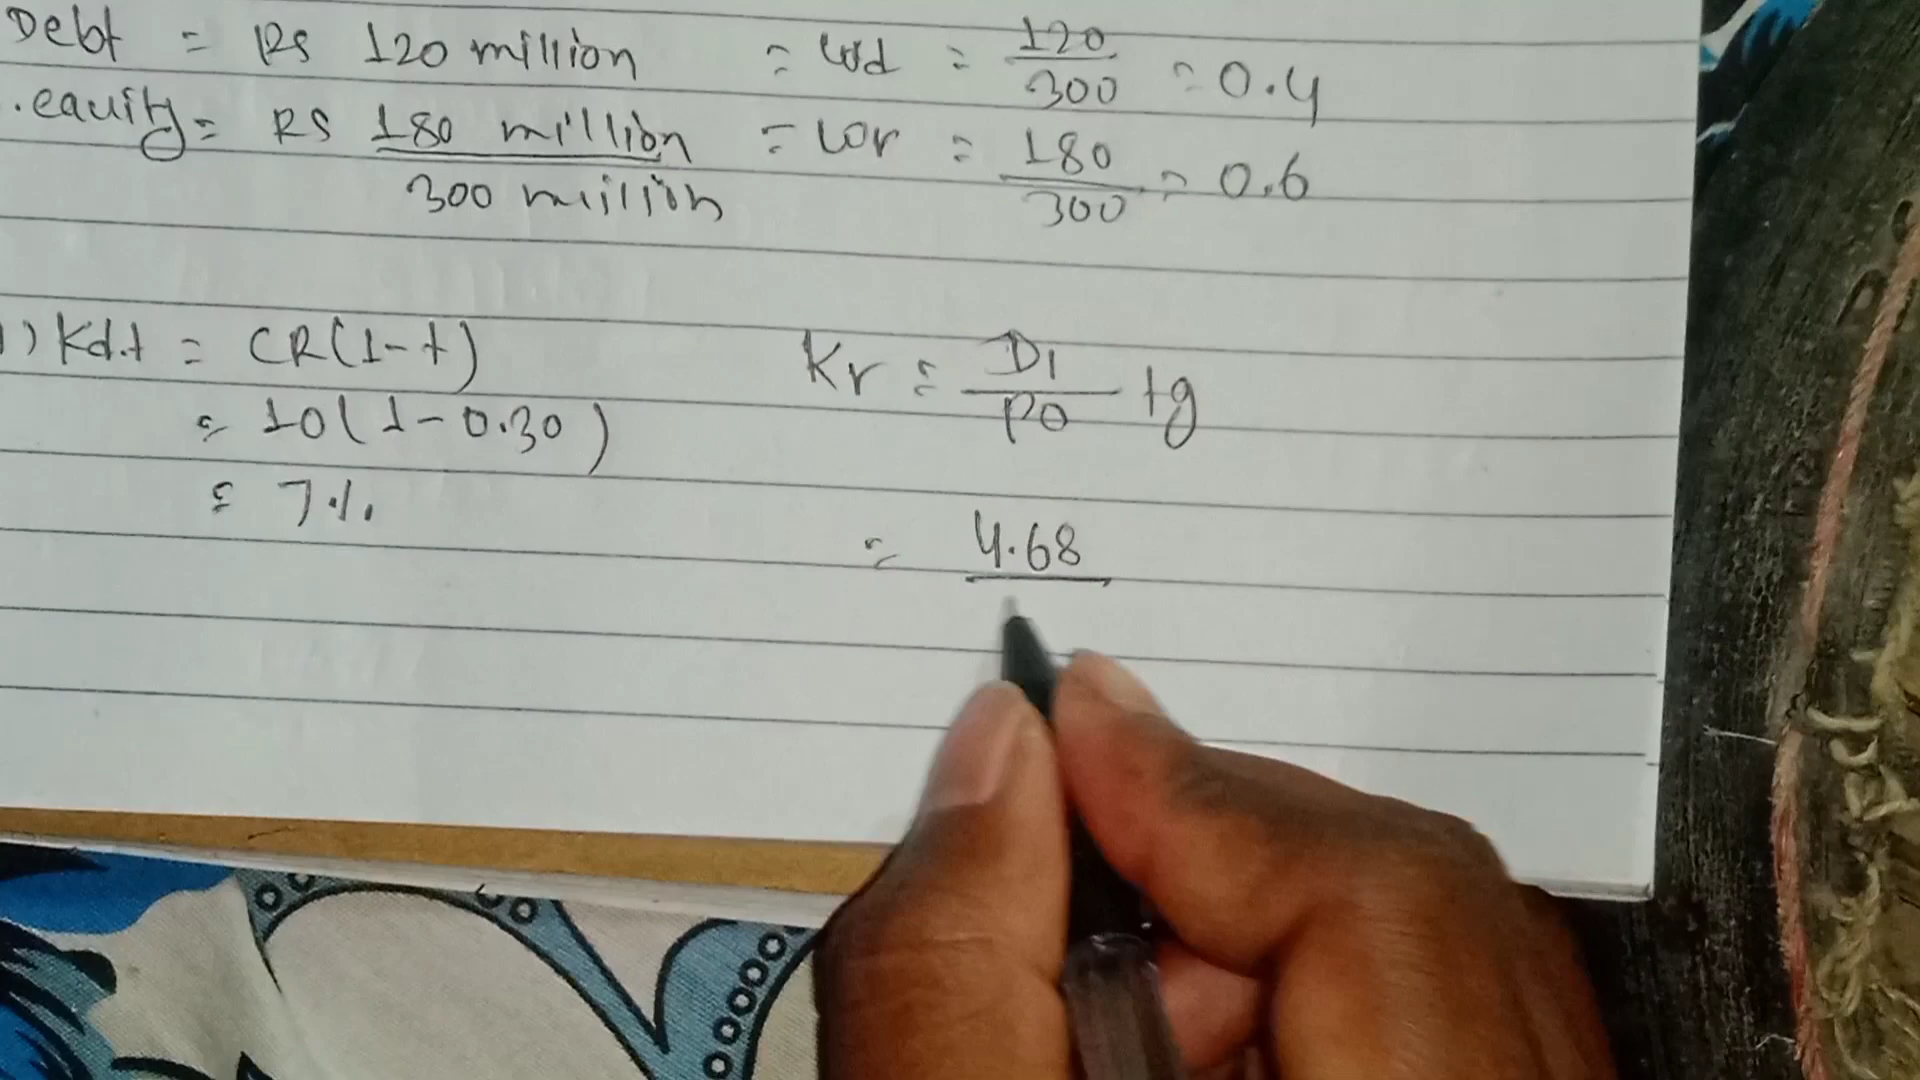 Debt = Rs 120 million = Wd = 120/300 = 0.4
.equity = RS 180 million/300 million = Wr = 180/300 = 0.6
1) Kd.t = CR(1-t)
= 10(1-0.30)
= 7.%
Kr = D1/P0 + g
= 4.68